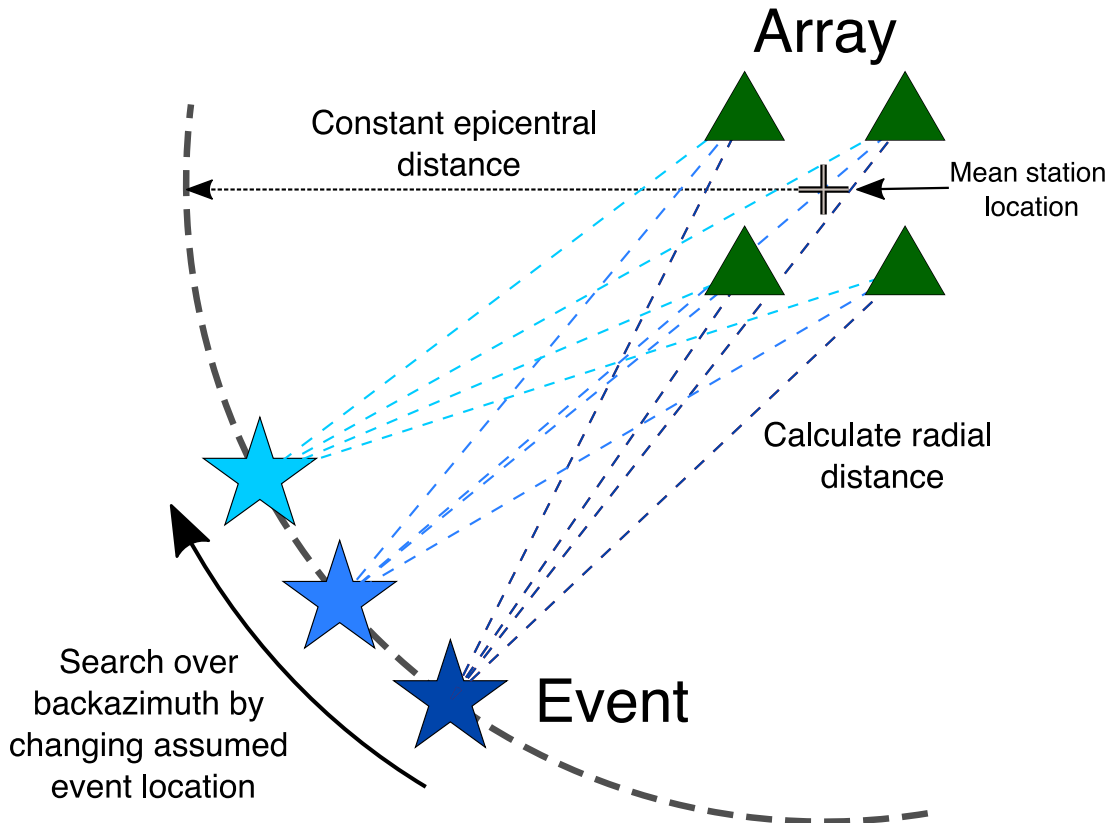 Array
Constant epicentral
distance
Mean station
location
Calculate radial
distance
Search over
backazimuth by
changing assumed
event location
Event